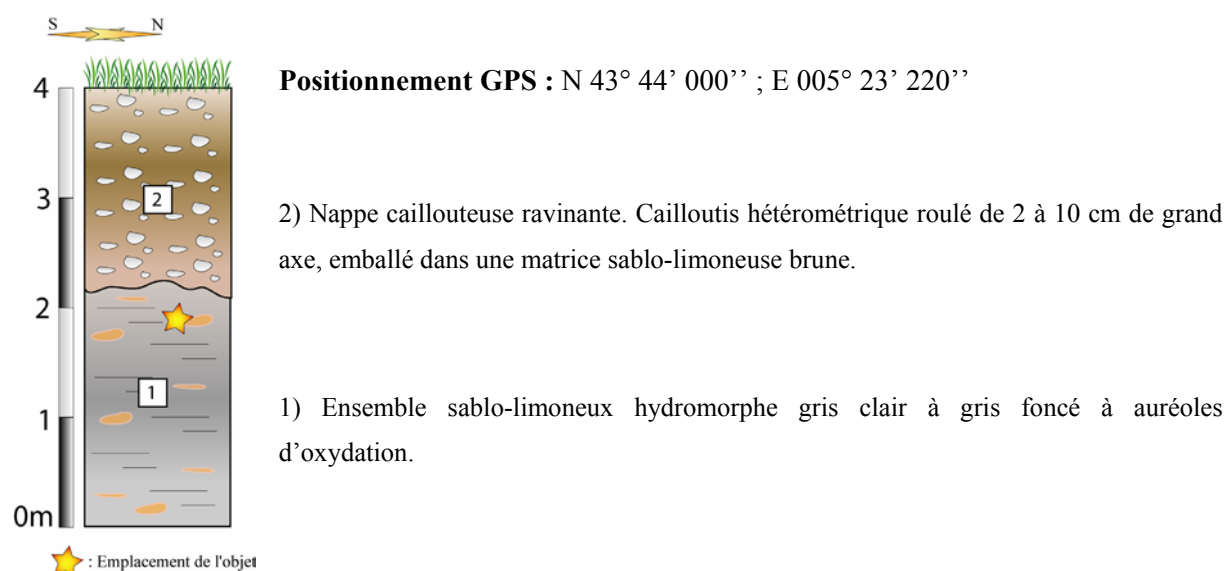 S N
Positionnement GPS : N 43° 44’ 000’’ ; E 005° 23’ 220’’
4
3
2
2) Nappe caillouteuse ravinante. Cailloutis hétérométrique roulé de 2 à 10 cm de grand
axe, emballé dans une matrice sablo-limoneuse brune.
2
1
1
1) Ensemble sablo-limoneux hydromorphe gris clair à gris foncé à auréoles
d’oxydation.
0m
: Emplacement de l'objet